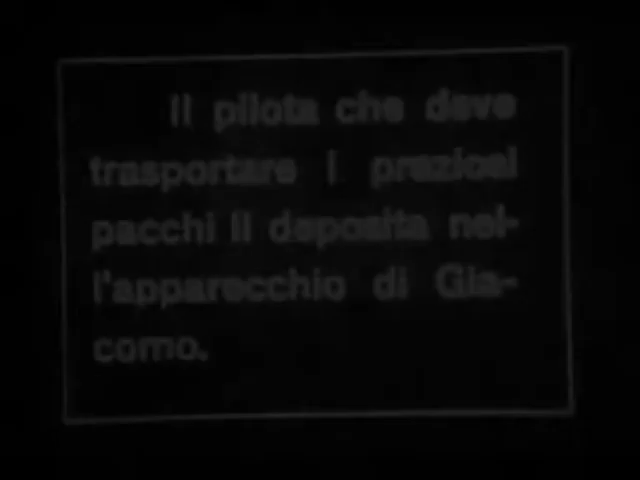 Il pilota che deve
trasportare i preziosi
pacchi li deposita nel-
l'apparecchio di Gia-
como.